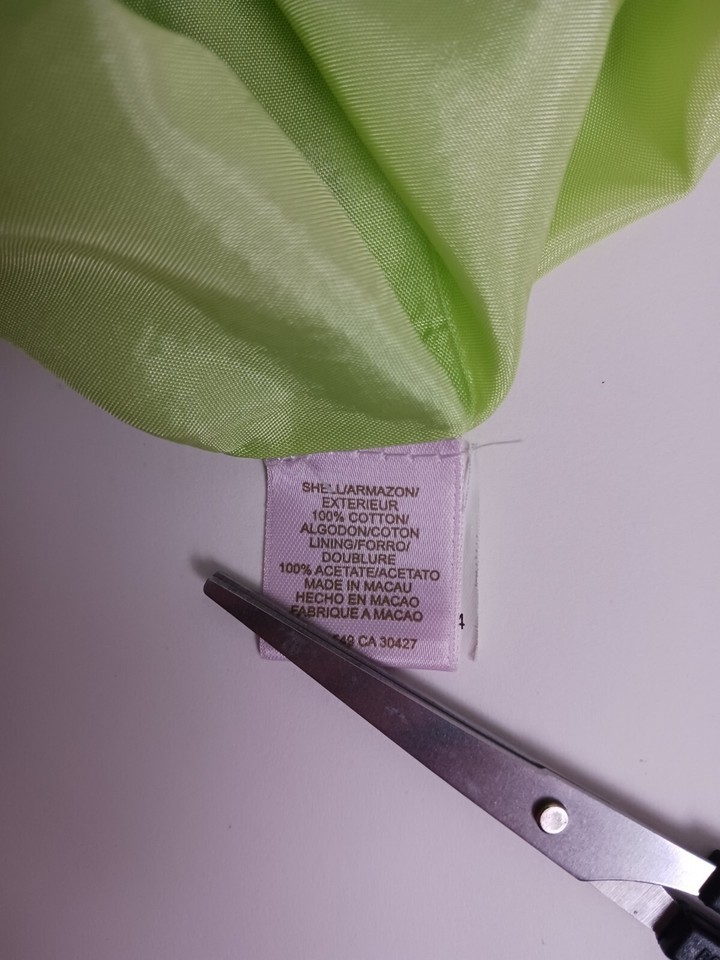 SHELL/ARMAZON/
EXTERIEUR
100% COTTON/
ALGODON/COTON
LINING/FORRO/
DOUBLURE
100% ACETATE/ACETATO
MADE IN MACAU
HECHO EN MACAO
FABRIQUE A MACAO
CA 30427
4